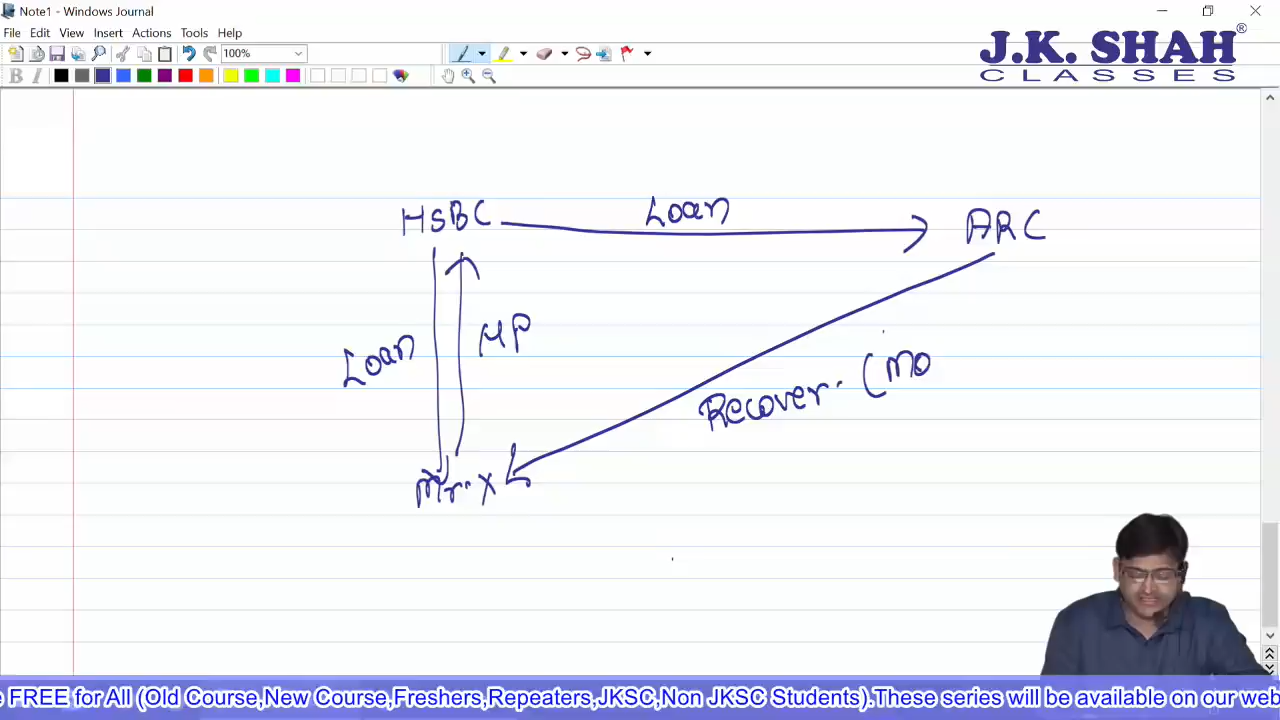 Note1 - Windows Journal
File Edit View Insert Actions Tools Help
100%
B I
J.K. SHAH®
CLASSES
HSBC Loan ARC
Loan HP
Recover. (mo
Mr. X
e FREE for All (Old Course,New Course,Freshers,Repeaters,JKSC,Non JKSC Students).These series will be available on our web